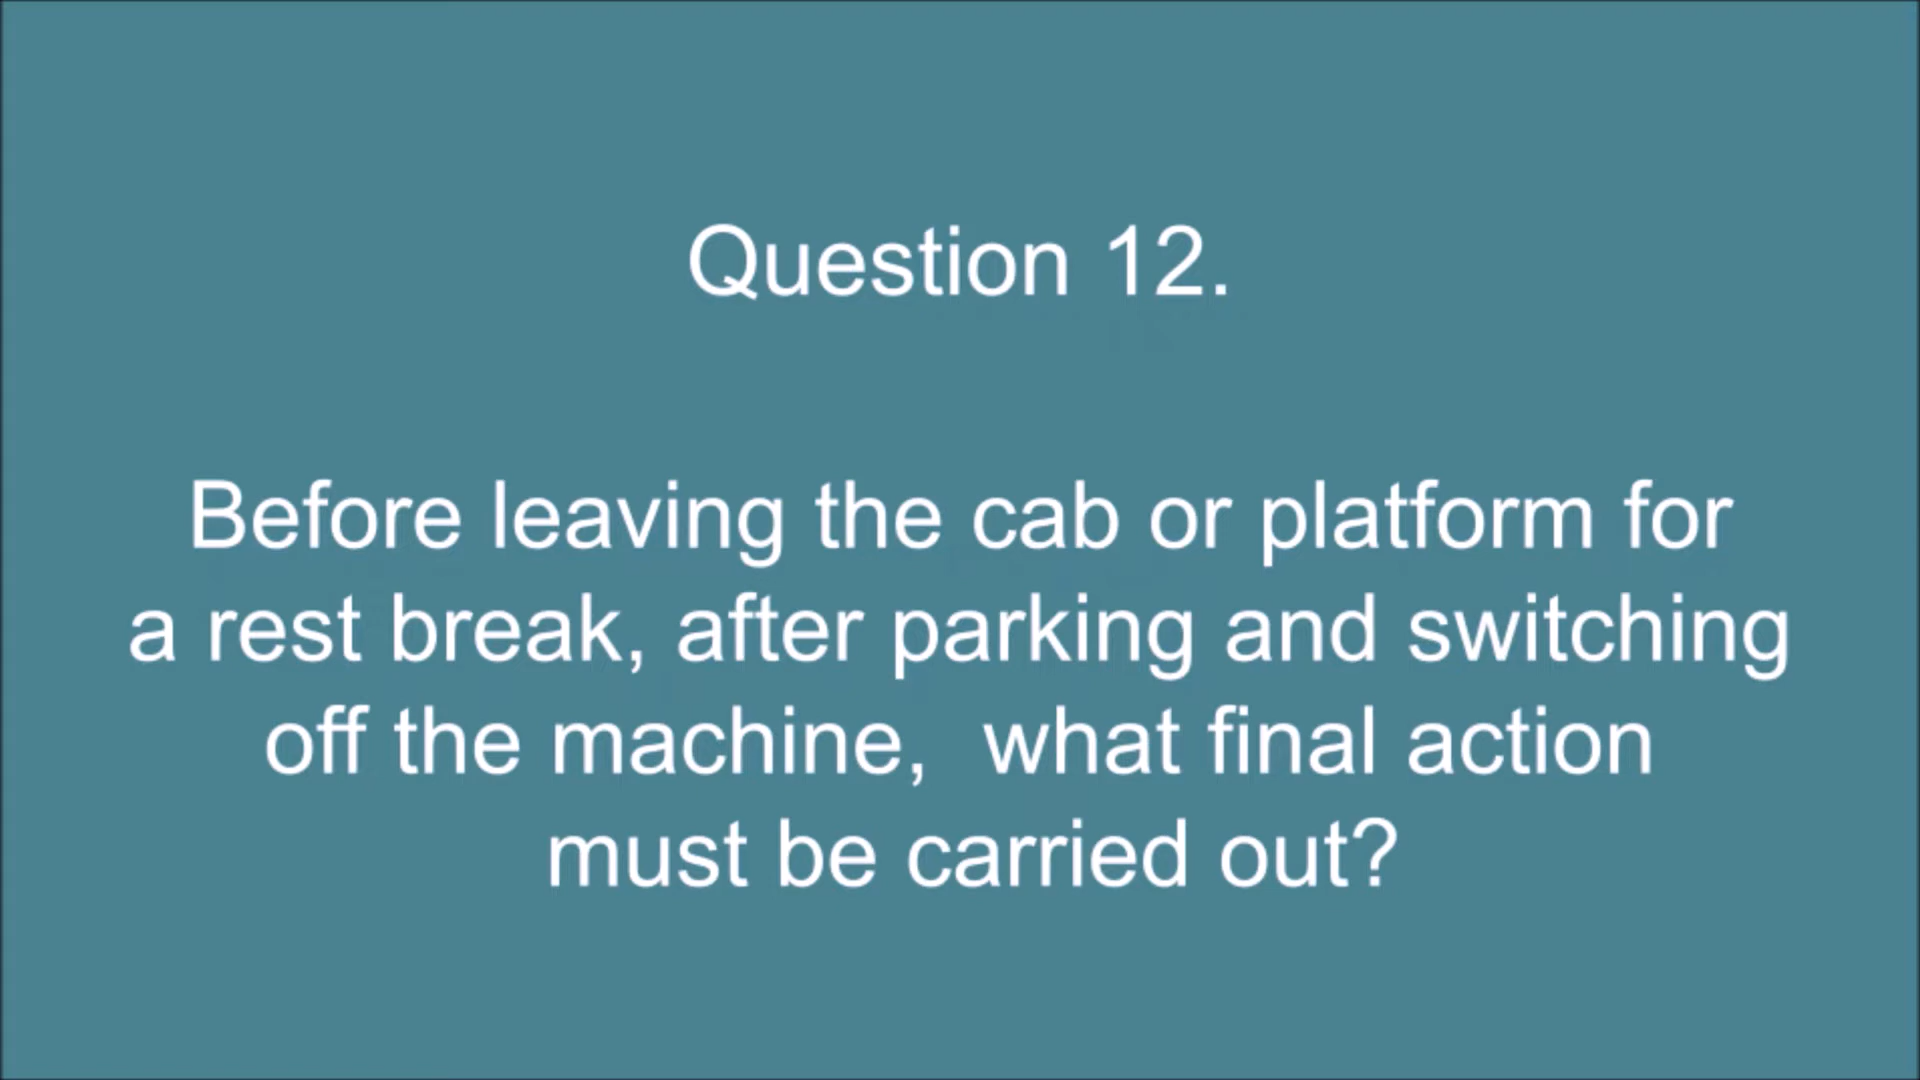 Question 12.
Before leaving the cab or platform for
a rest break, after parking and switching
off the machine,  what final action
must be carried out?